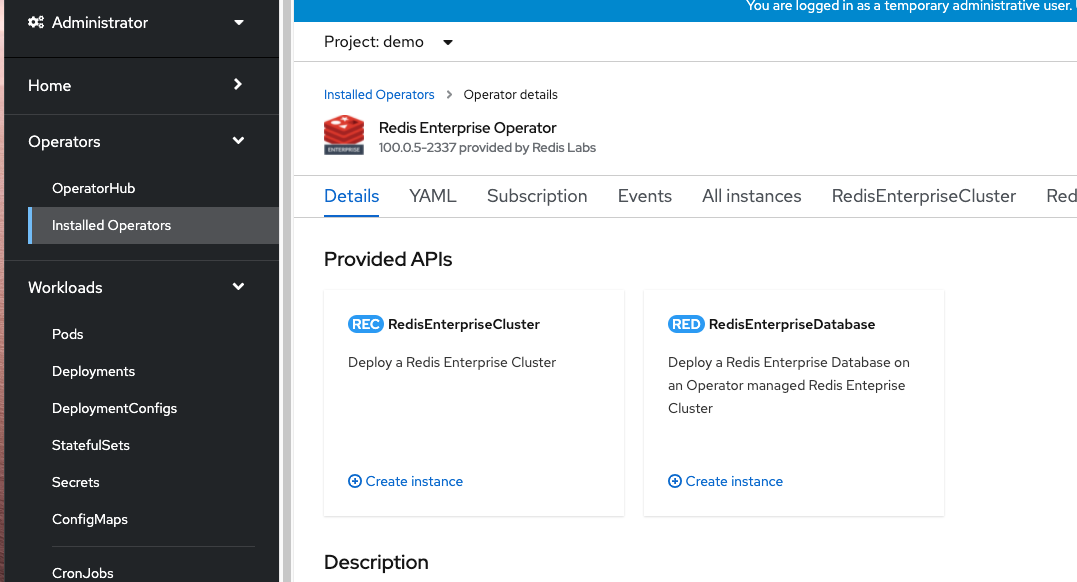 Administrator
Home
Operators
OperatorHub
Installed Operators
Workloads
Pods
Deployments
DeploymentConfigs
StatefulSets
Secrets
ConfigMaps
CronJobs
You are logged in as a temporary administrative user.
Project: demo
Installed Operators > Operator details
ENTERPRISE
Redis Enterprise Operator
100.0.5-2337 provided by Redis Labs
Details YAML Subscription Events All instances RedisEnterpriseCluster Red
Provided APIs
REC RedisEnterpriseCluster
Deploy a Redis Enterprise Cluster
Create instance
RED RedisEnterpriseDatabase
Deploy a Redis Enterprise Database on
an Operator managed Redis Enteprise
Cluster
Create instance
Description